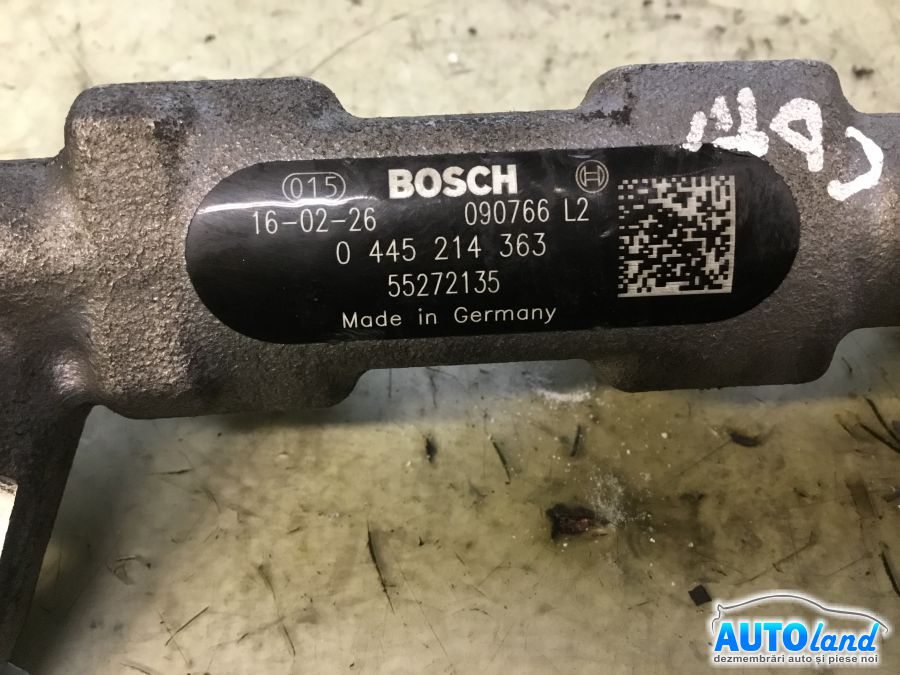 015 BOSCH
16-02-26 090766 L2
0 445 214 363
55272135
Made in Germany
AUTOland
dezmembrări auto și piese noi